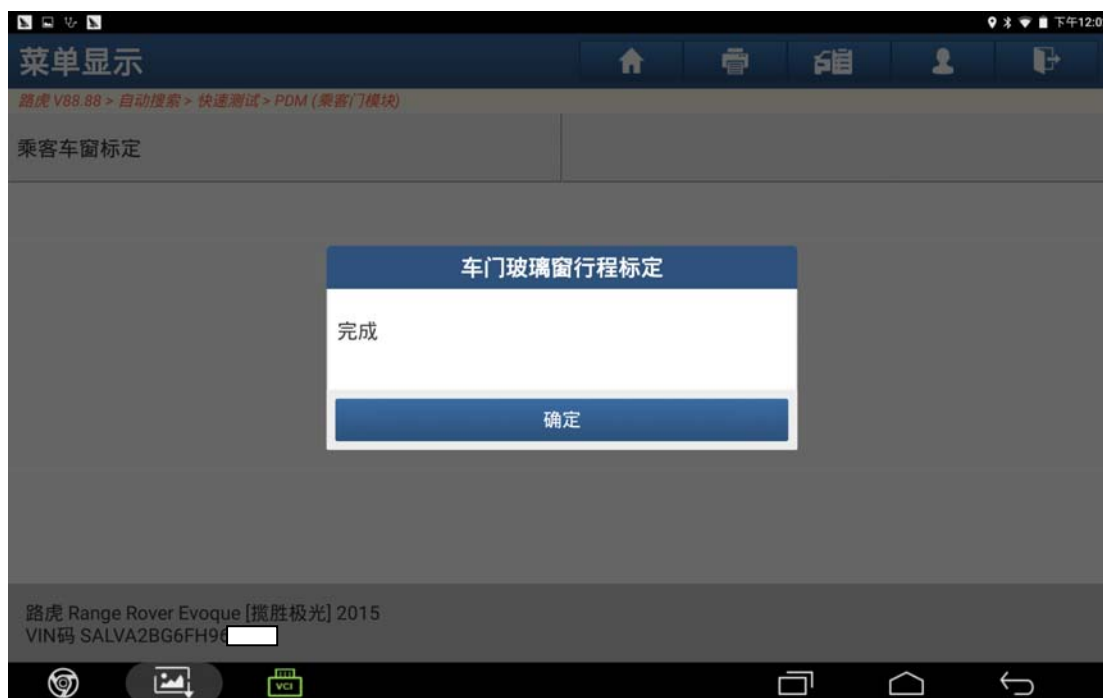 下午12:0
菜单显示
路虎 V88.88 > 自动搜索 > 快速测试 > PDM (乘客门模块)
乘客车窗标定
车门玻璃窗行程标定
完成
确定
路虎 Range Rover Evoque [揽胜极光] 2015
VIN码 SALVA2BG6FH96
VCI